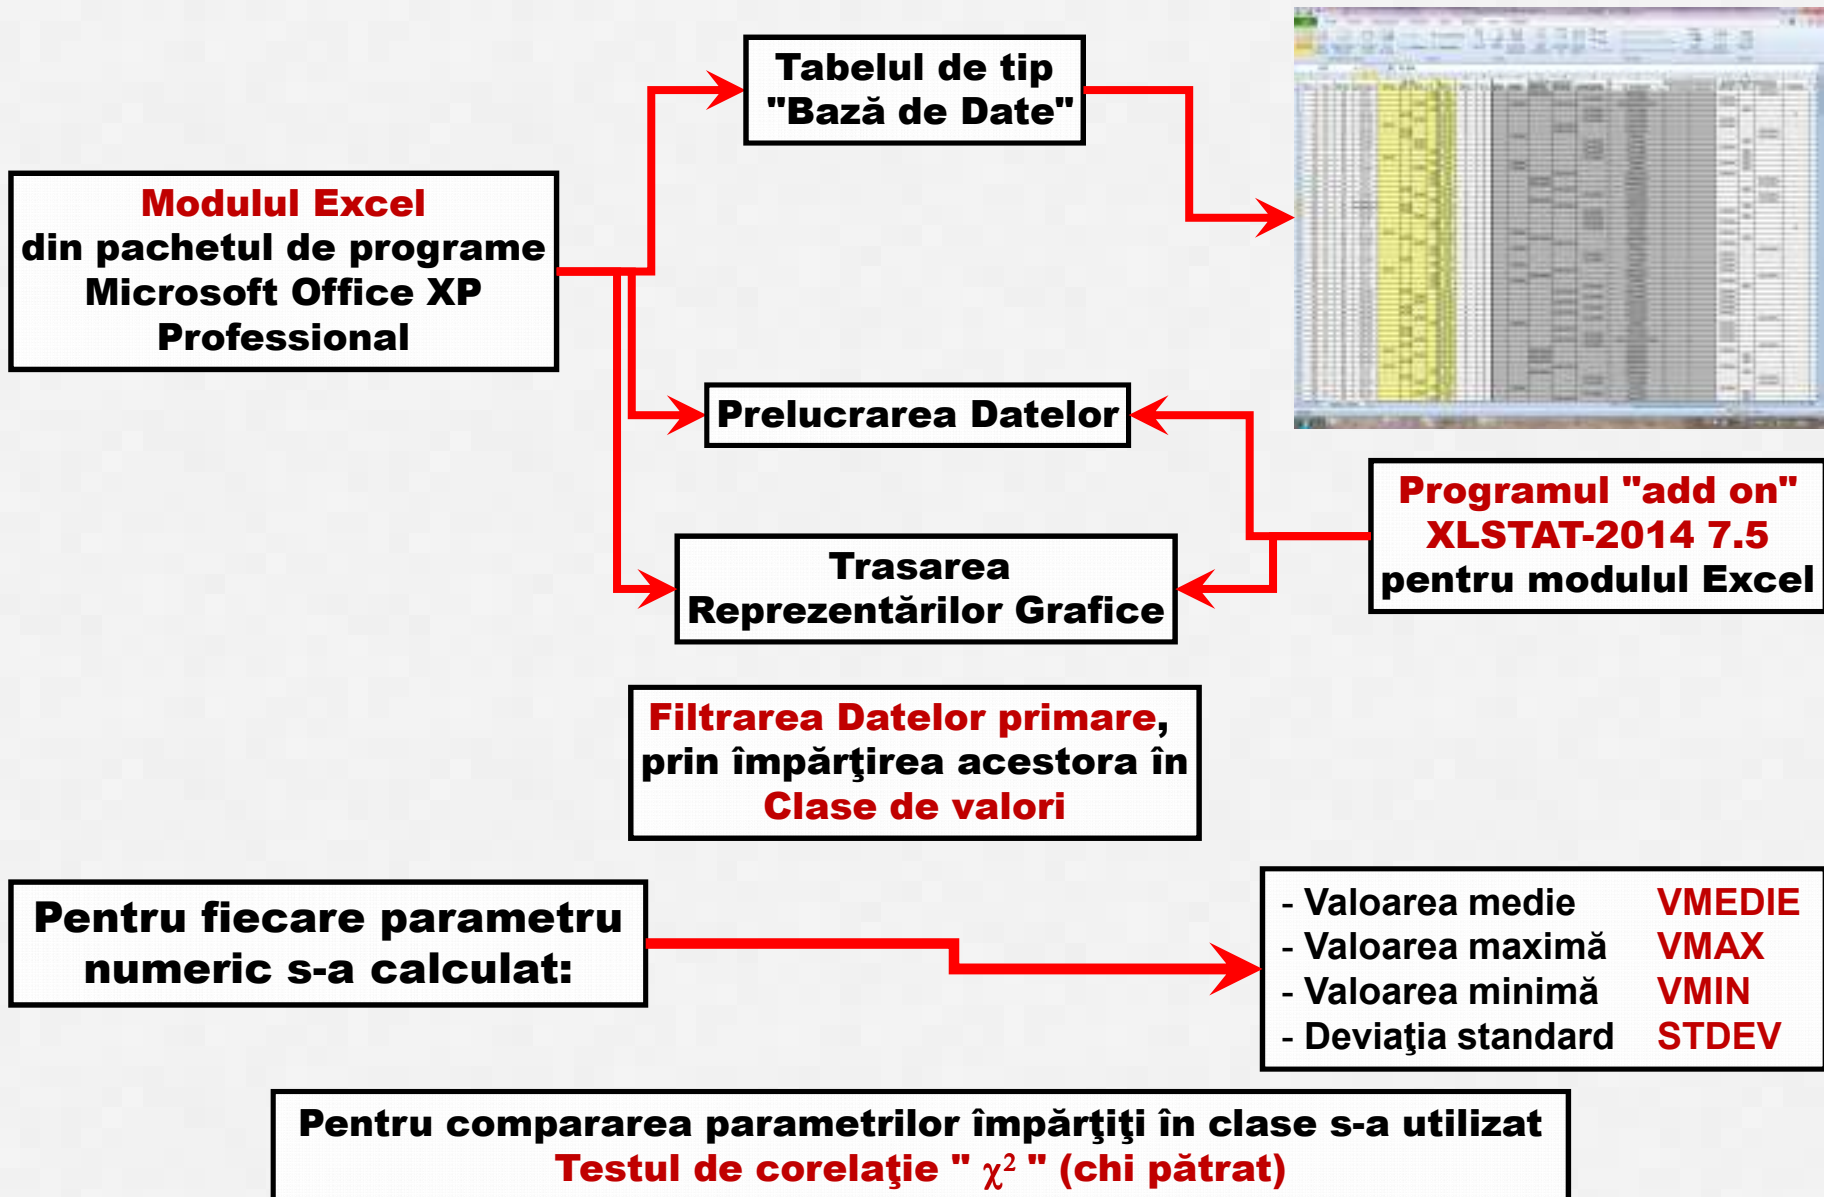 Tabelul de tip
"Bază de Date"
Modulul Excel
din pachetul de programe
Microsoft Office XP
Professional
Prelucrarea Datelor
Programul "add on"
XLSTAT-2014 7.5
pentru modulul Excel
Trasarea
Reprezentărilor Grafice
Filtrarea Datelor primare,
prin împărţirea acestora în
Clase de valori
Pentru fiecare parametru
numeric s-a calculat:
- Valoarea medie VMEDIE
- Valoarea maximă VMAX
- Valoarea minimă VMIN
- Deviaţia standard STDEV
Pentru compararea parametrilor împărţiţi în clase s-a utilizat
Testul de corelaţie " χ² " (chi pătrat)